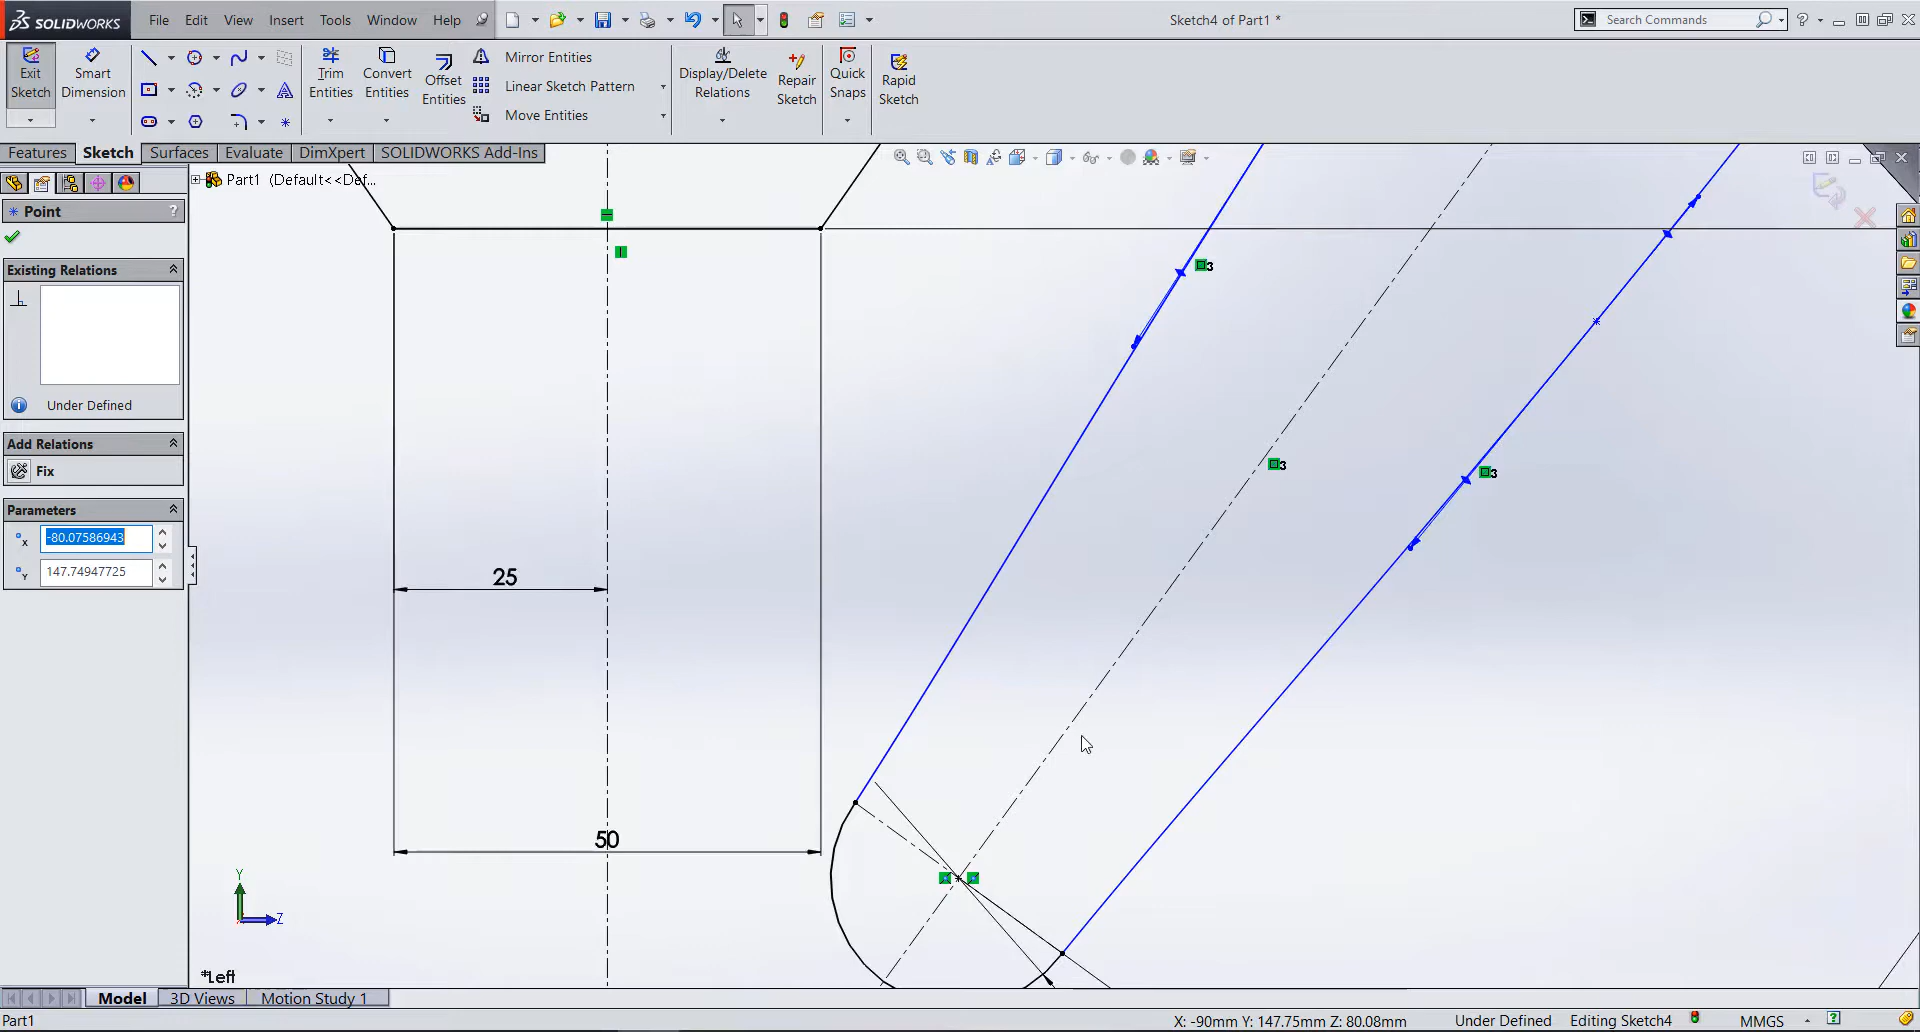 SOLIDWORKS File Edit View Insert Tools Window Help Sketch4 of Part1 * Search Commands
Exit Sketch
Smart Dimension
Trim Entities
Convert Entities
Offset Entities
Mirror Entities
Linear Sketch Pattern
Move Entities
Display/Delete Relations
Repair Sketch
Quick Snaps
Rapid Sketch
Features Sketch Surfaces Evaluate DimXpert SOLIDWORKS Add-Ins
Part1 (Default<<Def...
Point ?
Existing Relations
Under Defined
Add Relations
Fix
Parameters
x -80.07586943
Y 147.74947725
3
3
3
25
50
Y
Z
*Left
Model 3D Views Motion Study 1
Part1 X: -90mm Y: 147.75mm Z: 80.08mm Under Defined Editing Sketch4 MMGS